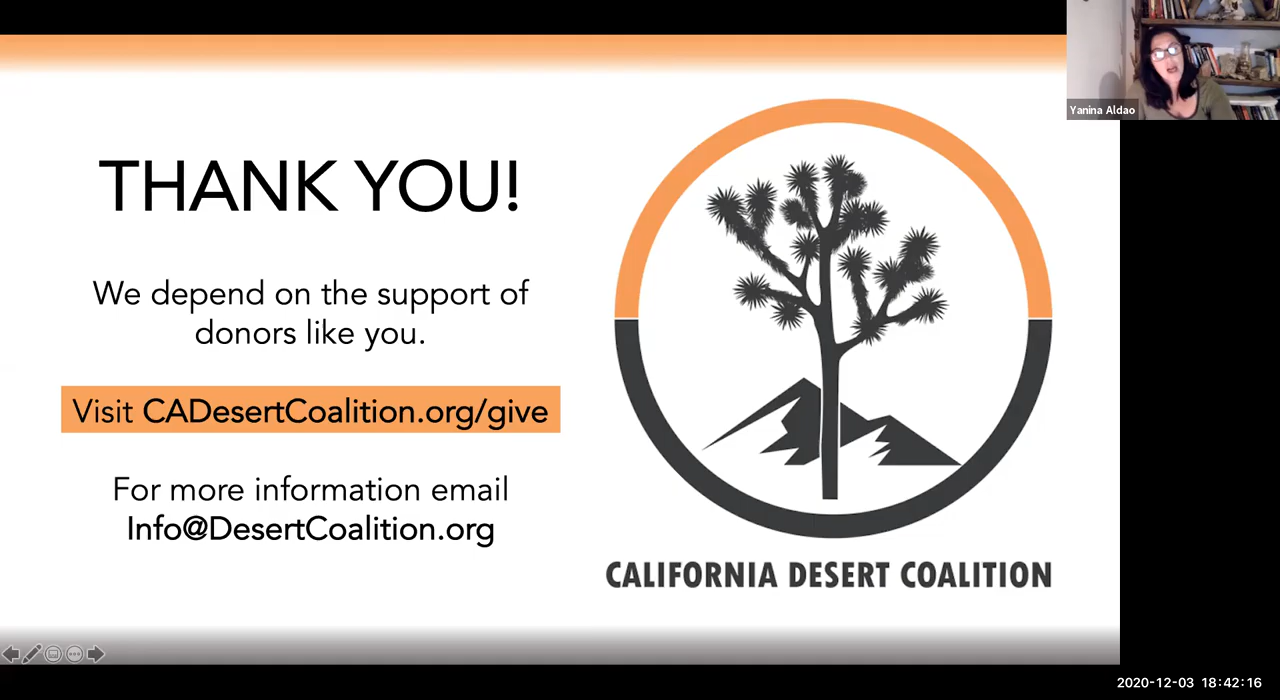 Yanina Aldao
THANK YOU!
We depend on the support of
donors like you.
Visit CADesertCoalition.org/give
For more information email
Info@DesertCoalition.org
CALIFORNIA DESERT COALITION
2020-12-03 18:42:16